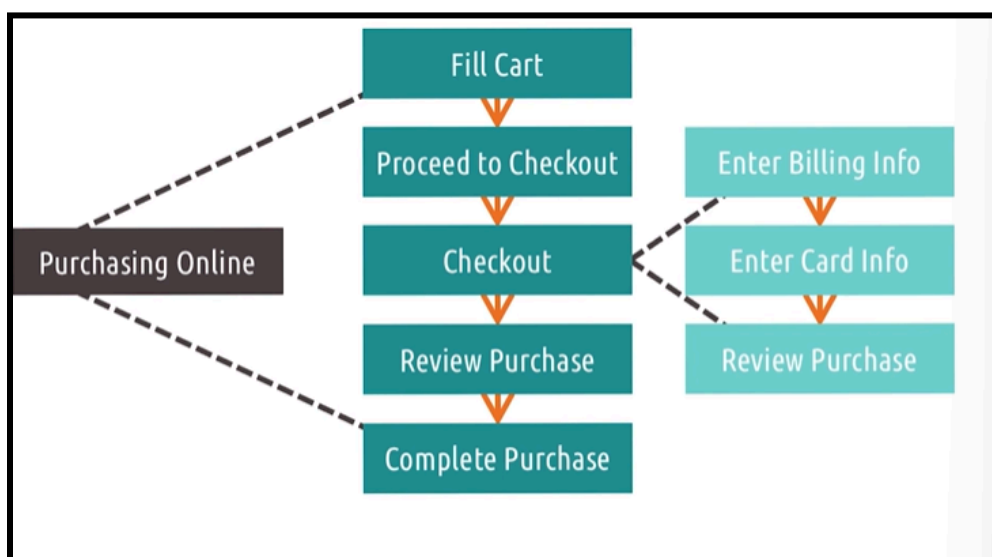 Purchasing Online
Fill Cart
Proceed to Checkout
Checkout
Review Purchase
Complete Purchase
Enter Billing Info
Enter Card Info
Review Purchase